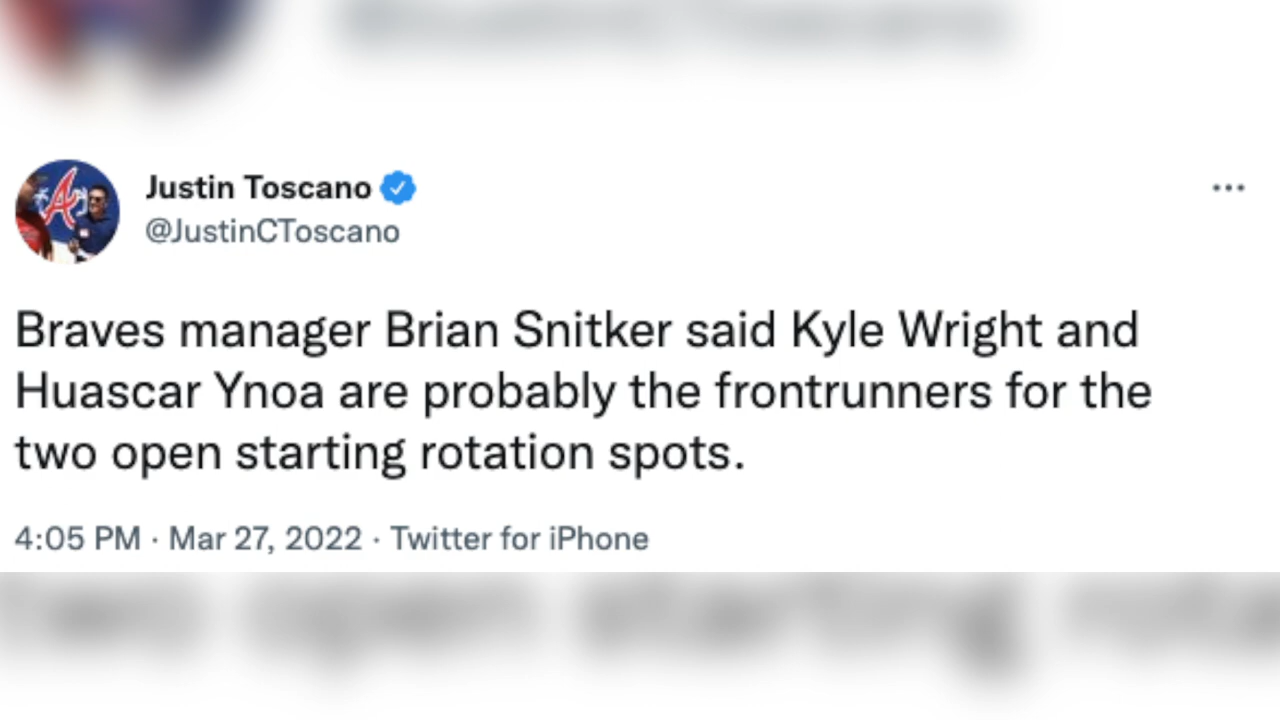 Justin Toscano
@JustinCToscano
Braves manager Brian Snitker said Kyle Wright and
Huascar Ynoa are probably the frontrunners for the
two open starting rotation spots.
4:05 PM · Mar 27, 2022 · Twitter for iPhone